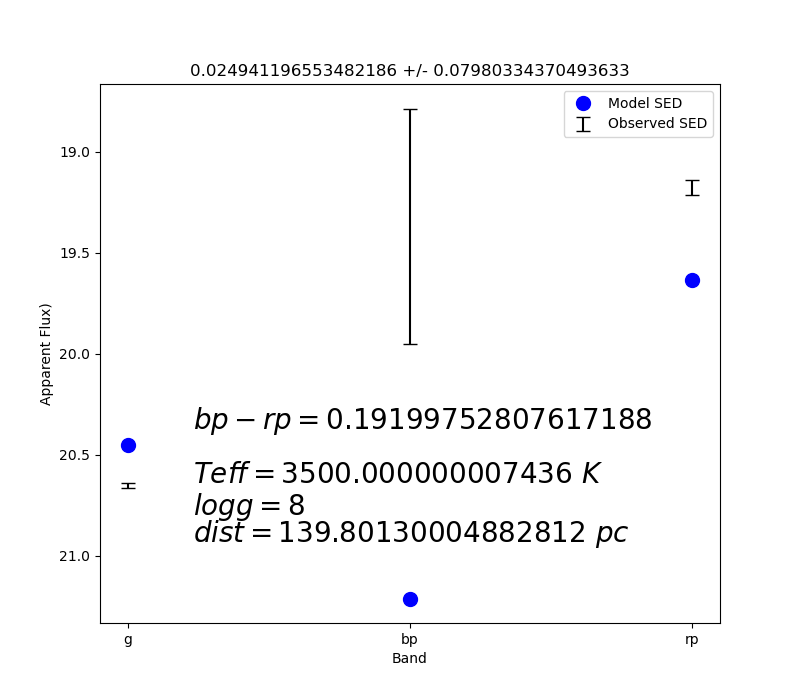 0.024941196553482186 +/- 0.07980334370493633
Model SED
Observed SED
19.0
19.5
20.0
20.5
21.0
Apparent Flux)
bp − rp = 0.19199752807617188
Teff = 3500.000000007436 K
logg = 8
dist = 139.80130004882812 pc
g
bp
rp
Band